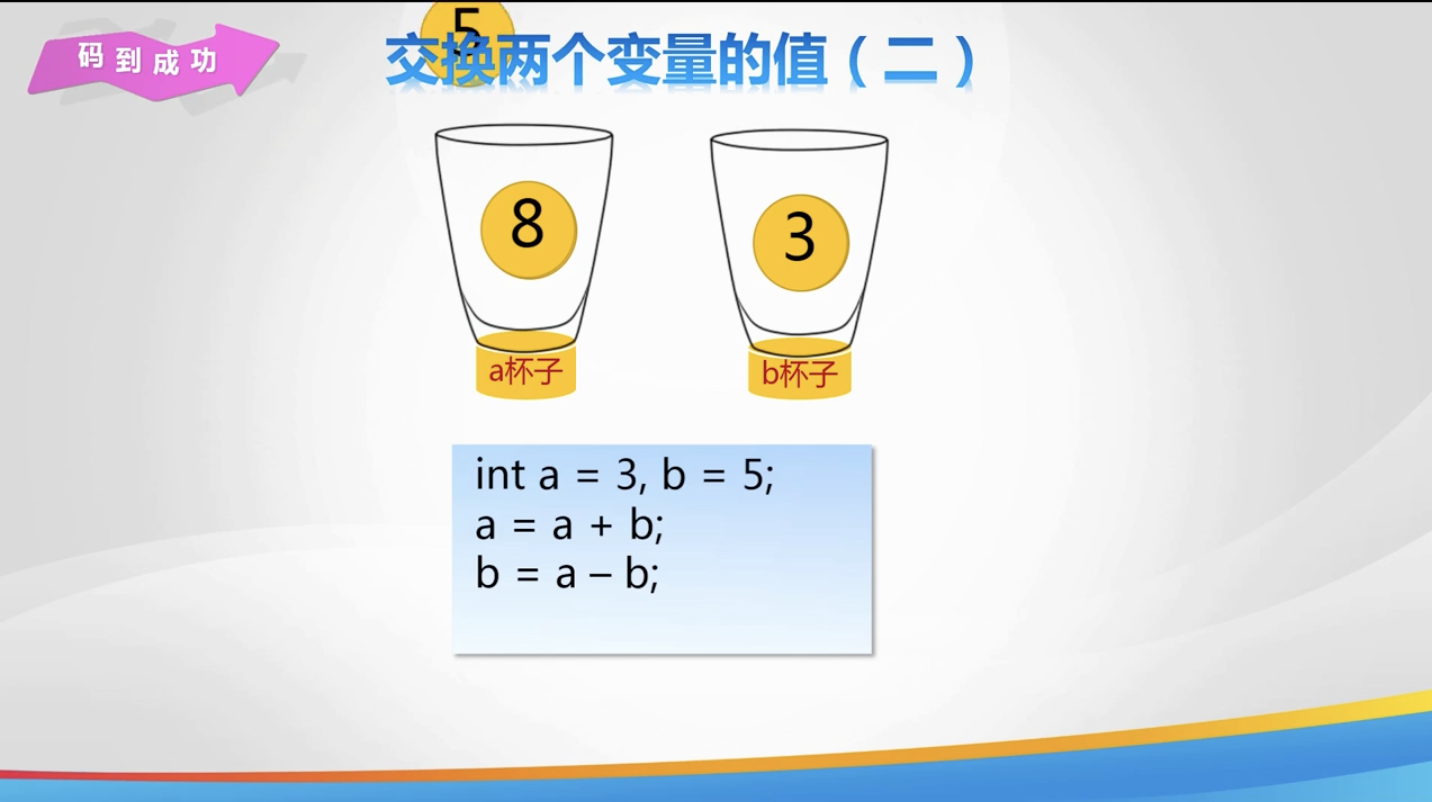 码到成功
5
交换两个变量的值（二）
8
3
a杯子
b杯子
int a = 3, b = 5;
a = a + b;
b = a – b;